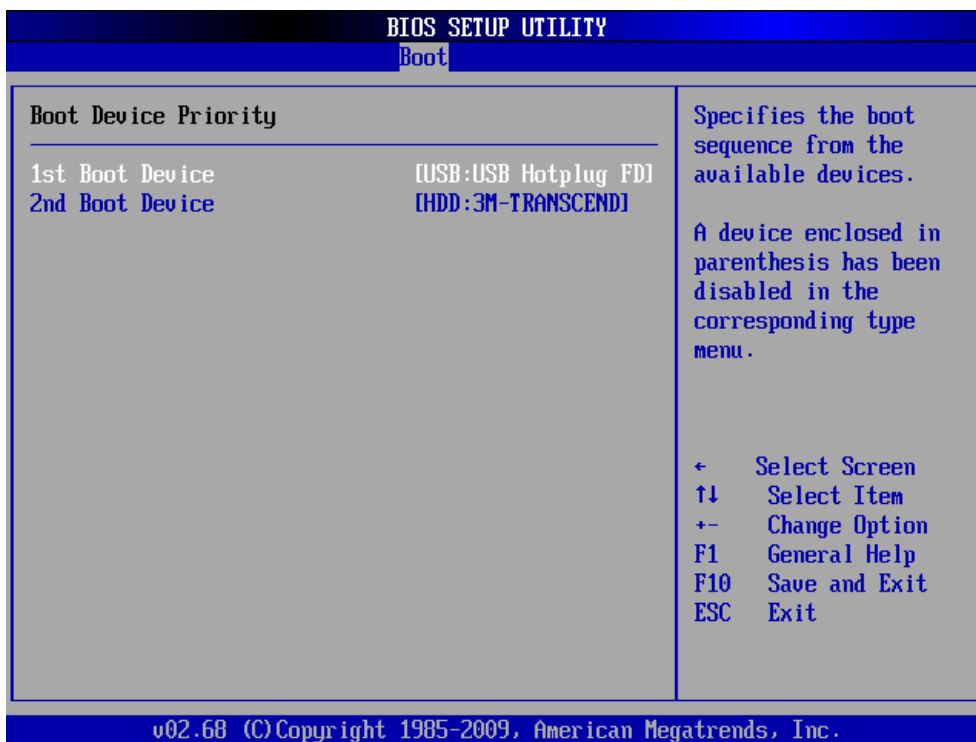 BIOS SETUP UTILITY
Boot
Boot Device Priority
1st Boot Device [USB:USB Hotplug FD]
2nd Boot Device [HDD:3M-TRANSCEND]
Specifies the boot
sequence from the
available devices.
A device enclosed in
parenthesis has been
disabled in the
corresponding type
menu.
← Select Screen
↑↓ Select Item
+- Change Option
F1 General Help
F10 Save and Exit
ESC Exit
v02.68 (C)Copyright 1985-2009, American Megatrends, Inc.